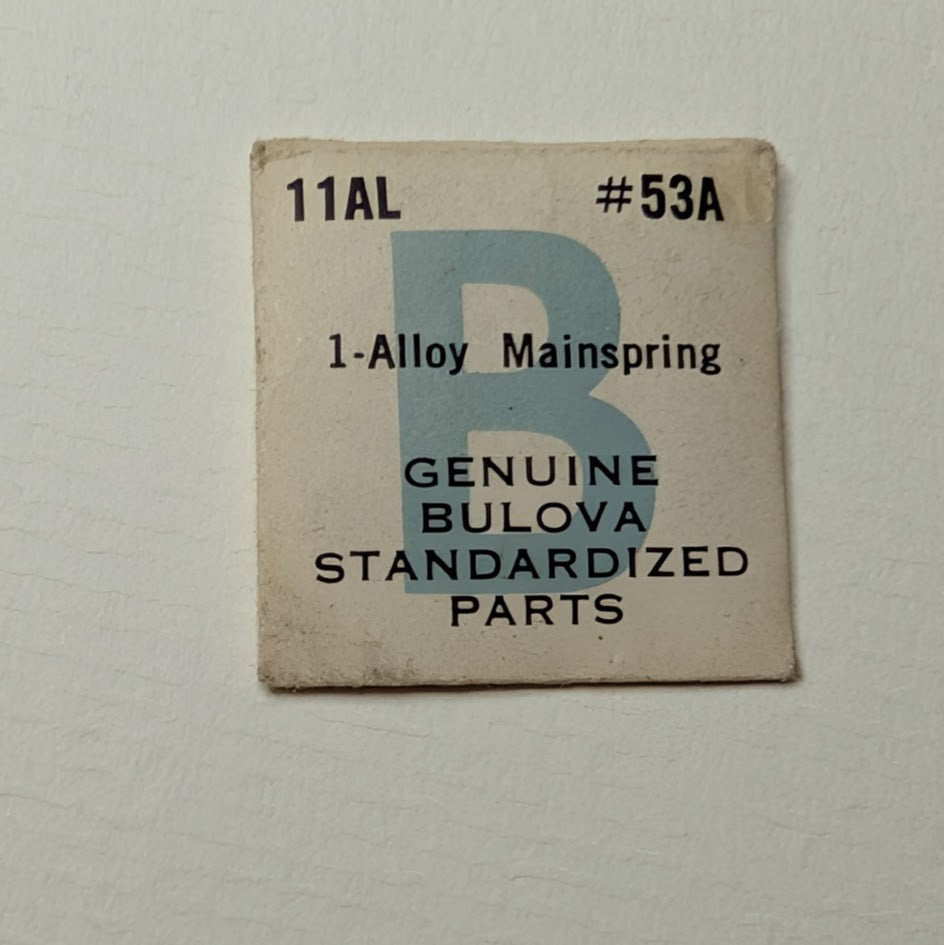 11AL #53A
B
1-Alloy Mainspring
GENUINE
BULOVA
STANDARDIZED
PARTS